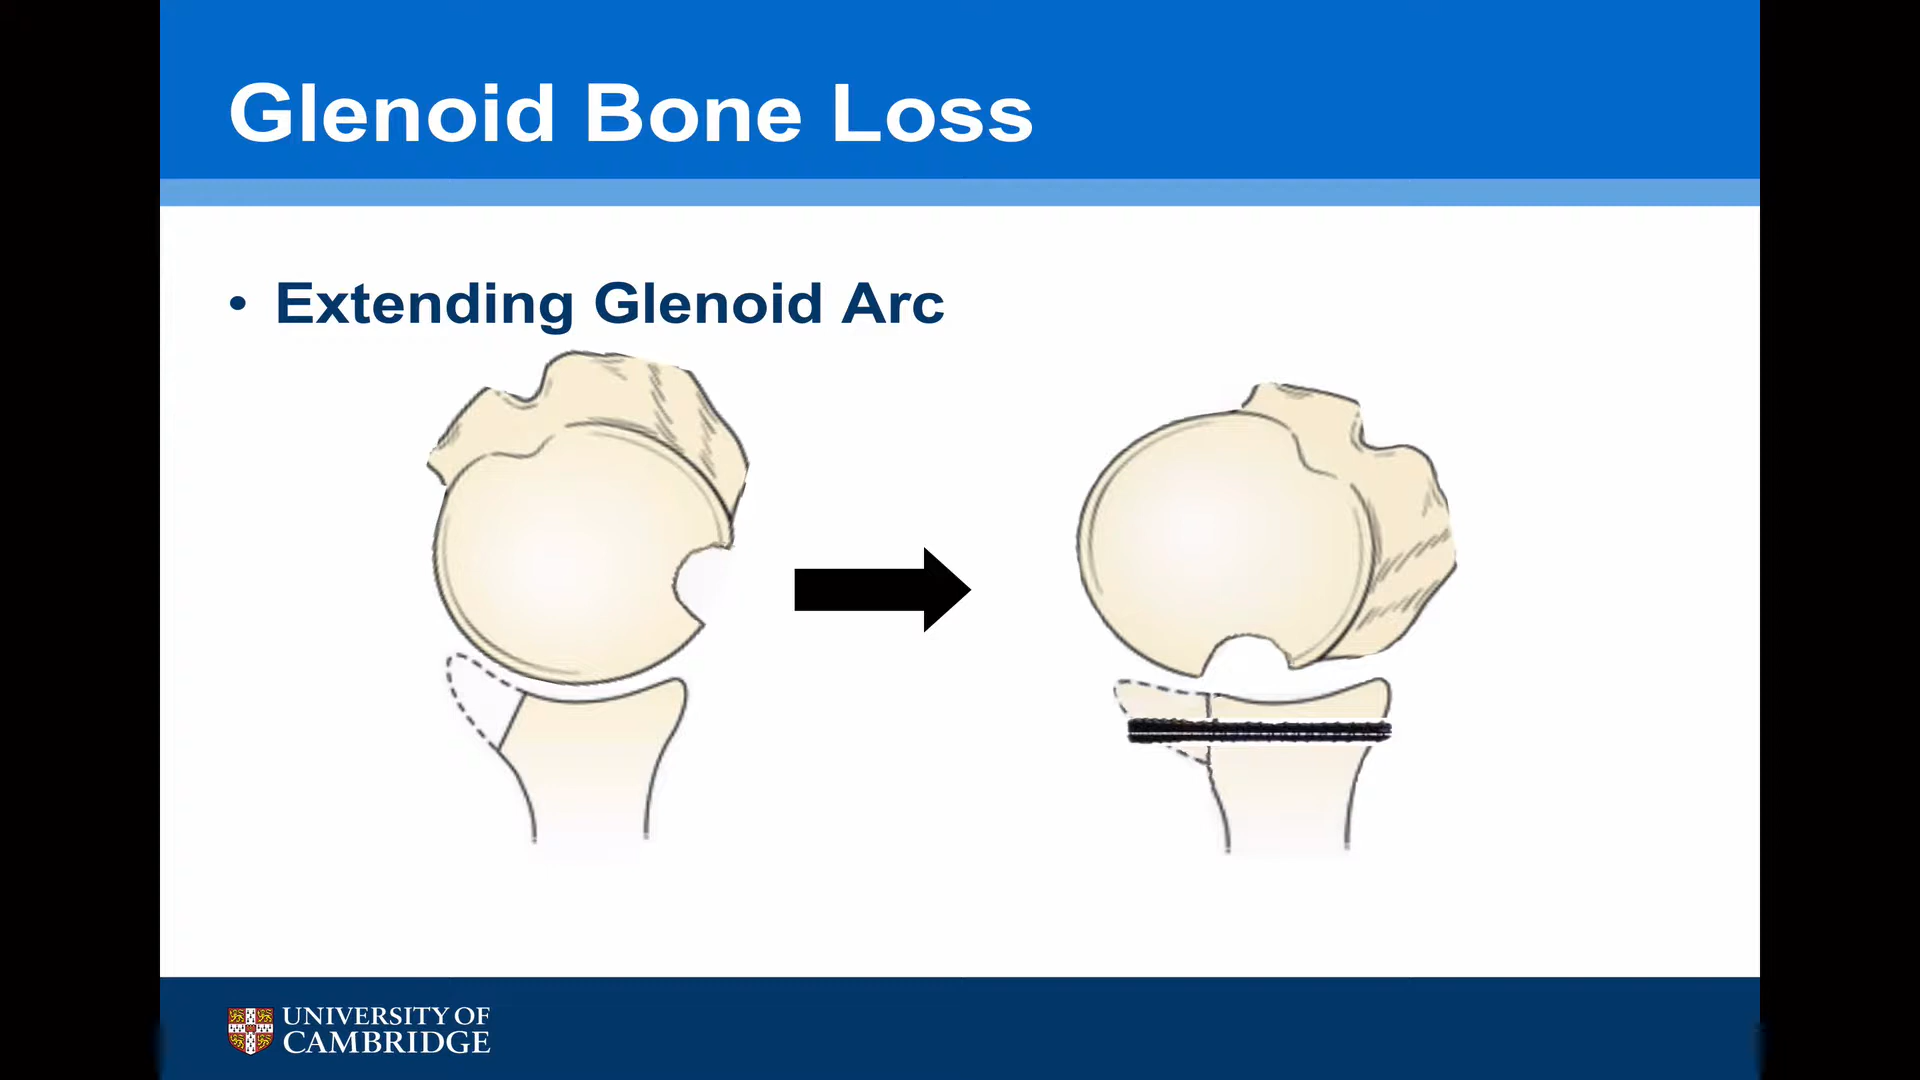 Glenoid Bone Loss
• Extending Glenoid Arc
UNIVERSITY OF
CAMBRIDGE